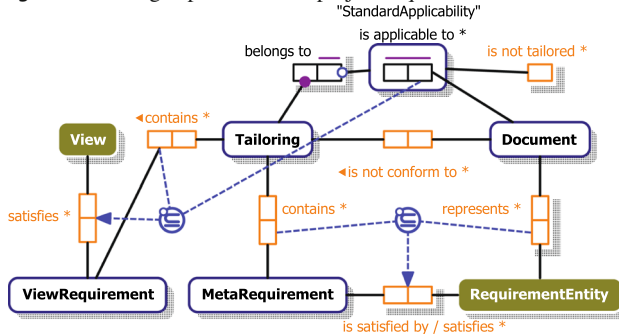 "StandardApplicability"
belongs to
is applicable to *
is not tailored *
◄contains *
View
Tailoring
Document
◄is not conform to *
satisfies *
contains *
represents *
ViewRequirement
MetaRequirement
RequirementEntity
is satisfied by / satisfies *